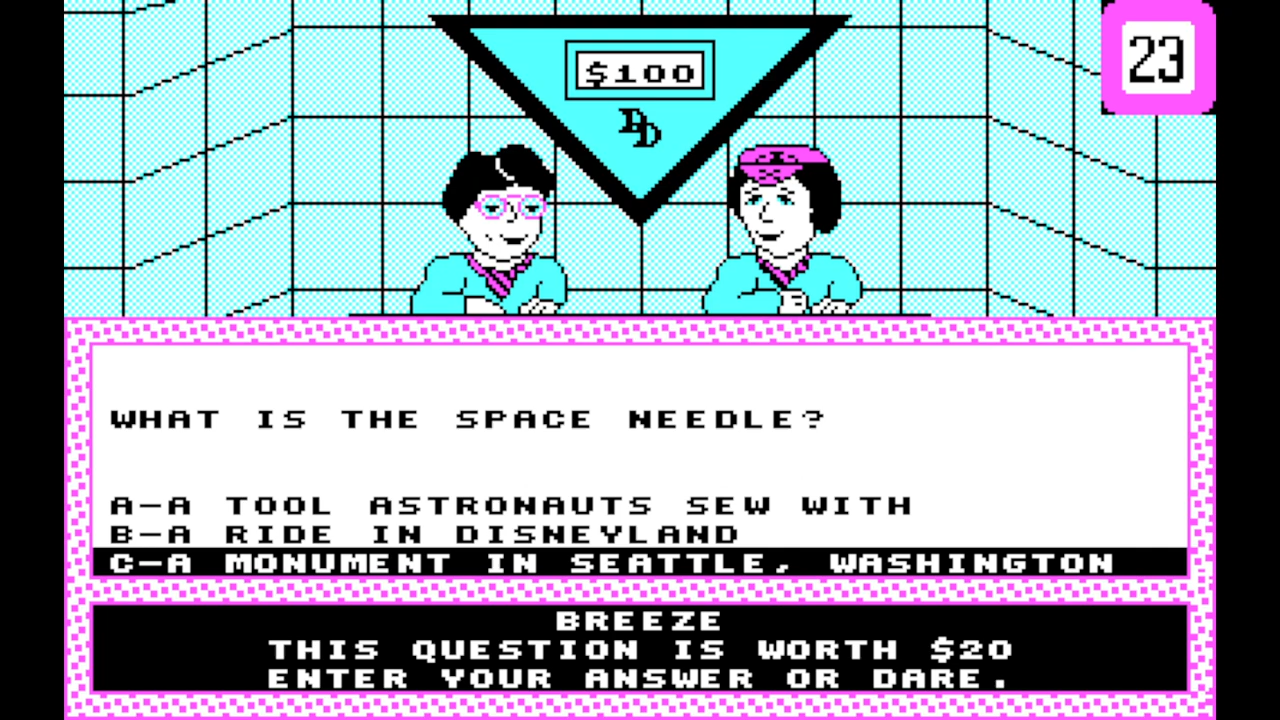 $100
DD
23
WHAT IS THE SPACE NEEDLE?
A-A TOOL ASTRONAUTS SEW WITH
B-A RIDE IN DISNEYLAND
C-A MONUMENT IN SEATTLE, WASHINGTON
BREEZE
THIS QUESTION IS WORTH $20
ENTER YOUR ANSWER OR DARE.